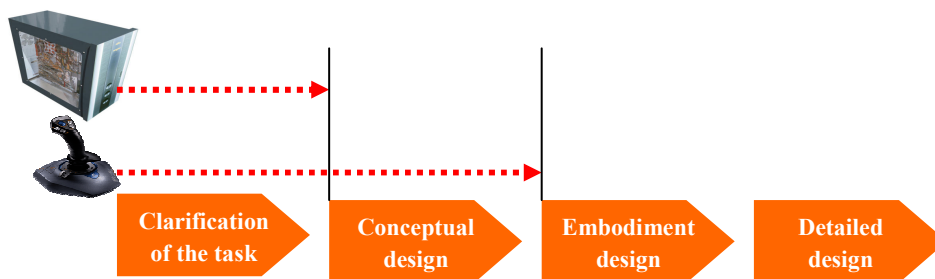 Clarification
of the task
Conceptual
design
Embodiment
design
Detailed
design